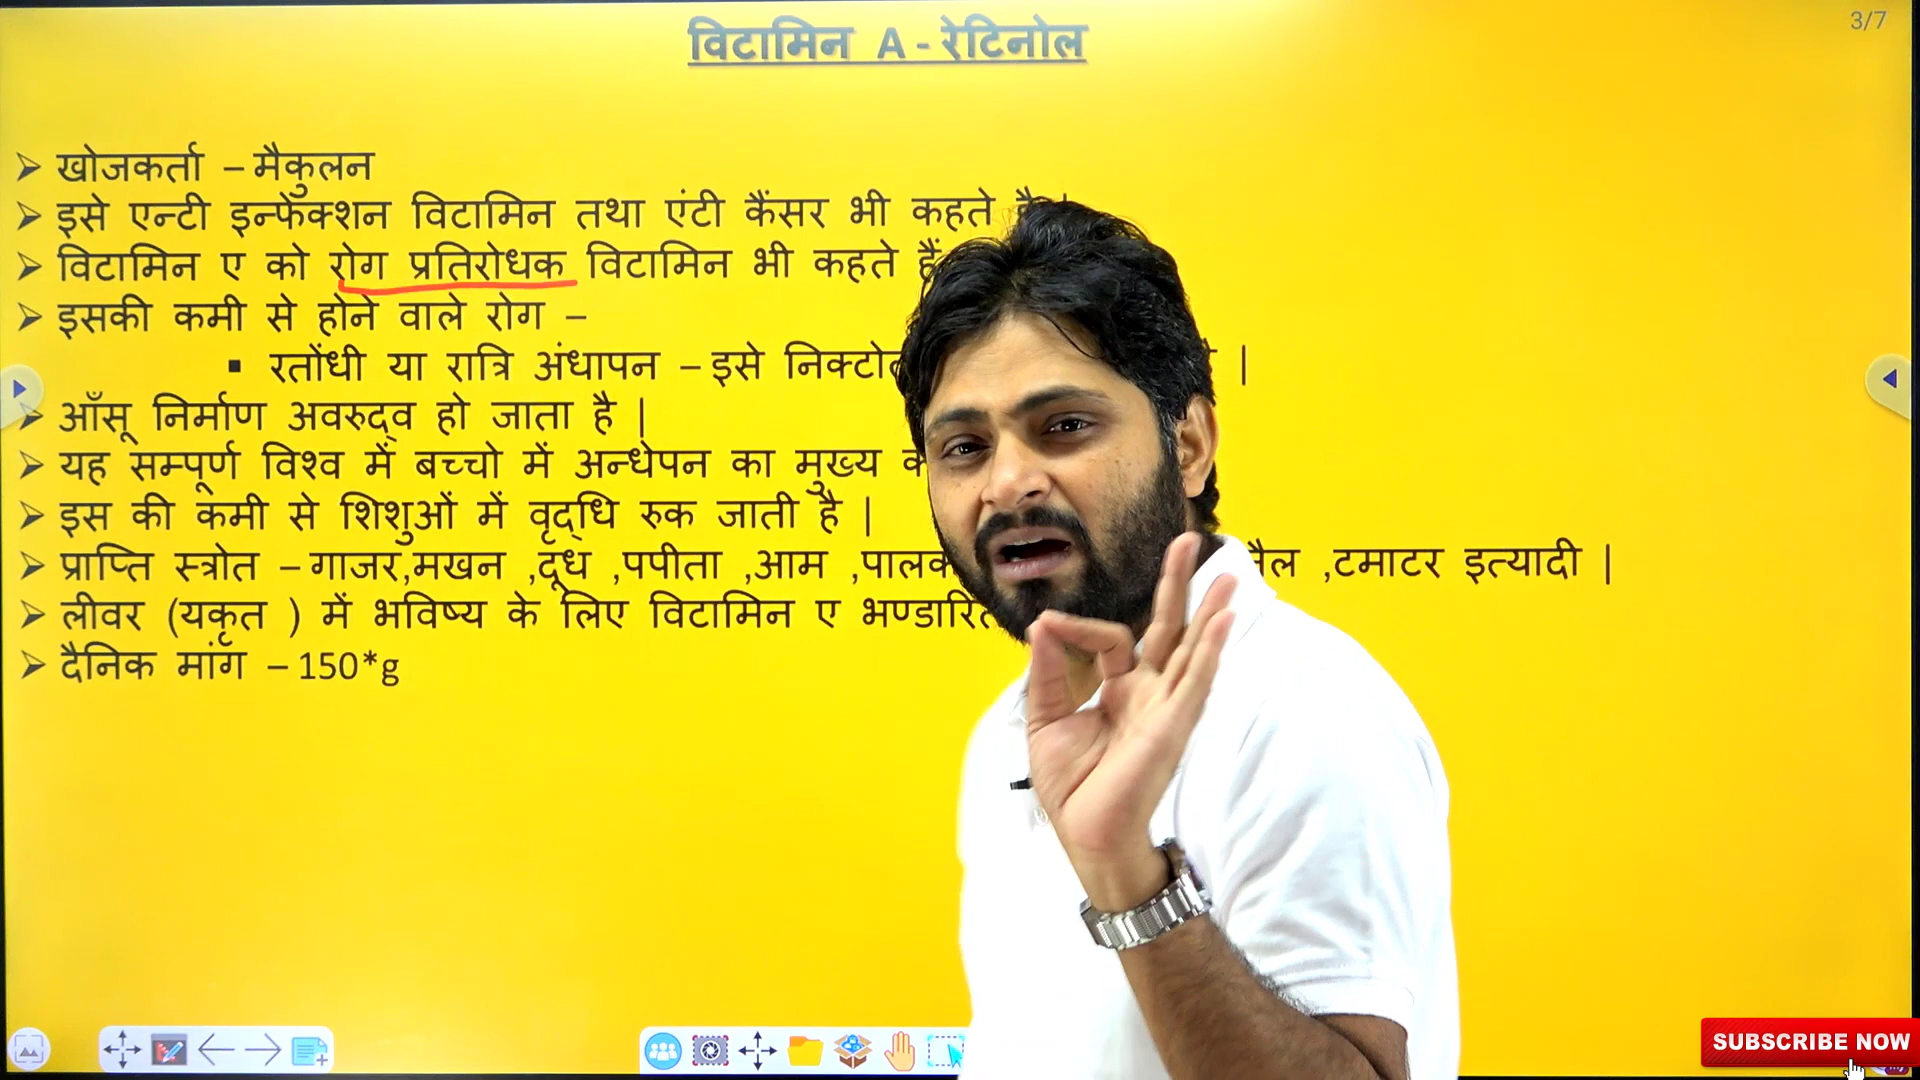 3/7
विटामिन A - रेटिनोल
➢ खोजकर्ता – मैकुलन
➢ इसे एन्टी इन्फेक्शन विटामिन तथा एंटी कैंसर भी कहते है |
➢ विटामिन ए को रोग प्रतिरोधक विटामिन भी कहते हैं
➢ इसकी कमी से होने वाले रोग –
▪ रतोंधी या रात्रि अंधापन – इसे |
➢ आँसू निर्माण अवरुद्व हो जाता है |
➢ यह सम्पूर्ण विश्व में बच्चो में अन्धेपन का मुख्य
➢ इस की कमी से शिशुओं में वृद्धि रुक जाती है |
➢ प्राप्ति स्त्रोत – गाजर,मखन ,दूध ,पपीता ,आम ,टमाटर इत्यादी |
➢ लीवर (यकृत ) में भविष्य के लिए विटामिन ए
➢ दैनिक मांग – 150*g
SUBSCRIBE NOW